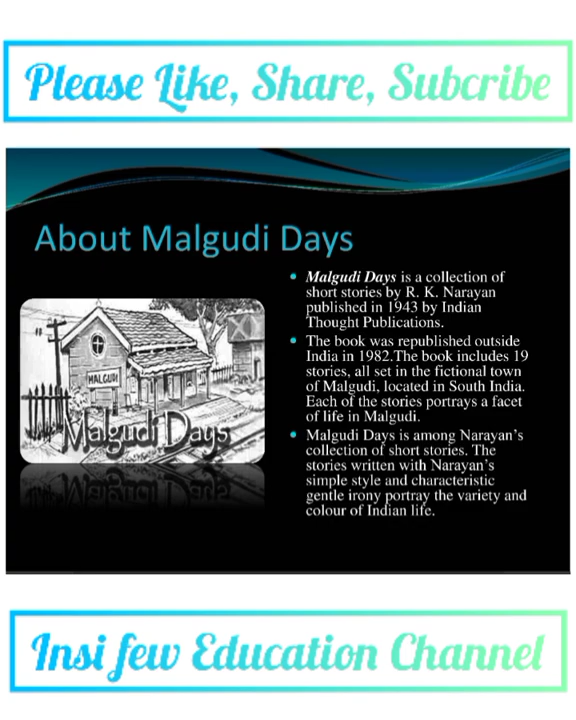 Please Like, Share, Subcribe
About Malgudi Days
• Malgudi Days is a collection of
short stories by R. K. Narayan
published in 1943 by Indian
Thought Publications.
• The book was republished outside
India in 1982.The book includes 19
stories, all set in the fictional town
of Malgudi, located in South India.
Each of the stories portrays a facet
of life in Malgudi.
• Malgudi Days is among Narayan's
collection of short stories. The
stories written with Narayan's
simple style and characteristic
gentle irony portray the variety and
colour of Indian life.
MALGUDI
Malgudi Days
Insi few Education Channel